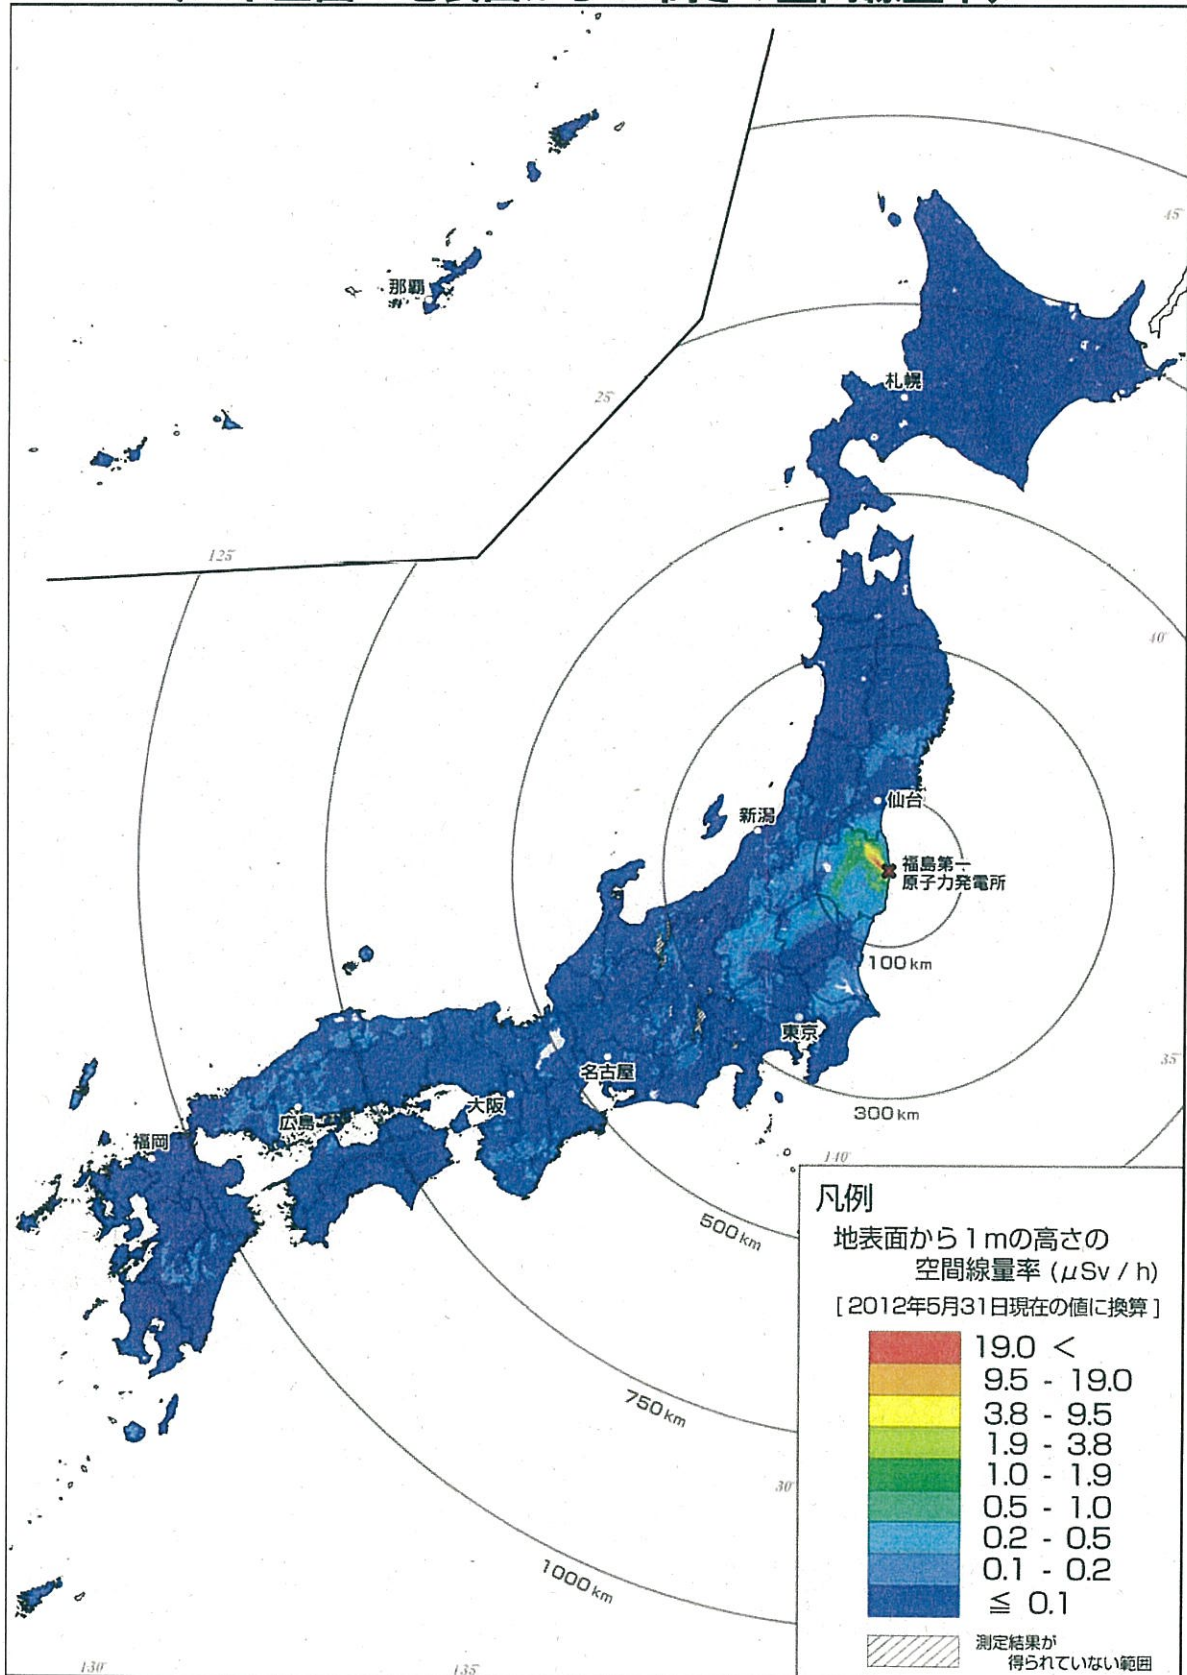 45°
那覇
25°
札幌
125°
40°
仙台
新潟
福島第一
原子力発電所
100km
東京
35°
名古屋
大阪
300km
広島
福岡
140°
500km
凡例
地表面から1mの高さの
空間線量率 (μSv / h)
[ 2012年5月31日現在の値に換算 ]
19.0 <
9.5 - 19.0
750km
3.8 - 9.5
1.9 - 3.8
30°
1.0 - 1.9
0.5 - 1.0
0.2 - 0.5
1000km
0.1 - 0.2
≦ 0.1
測定結果が
得られていない範囲
130°
135°